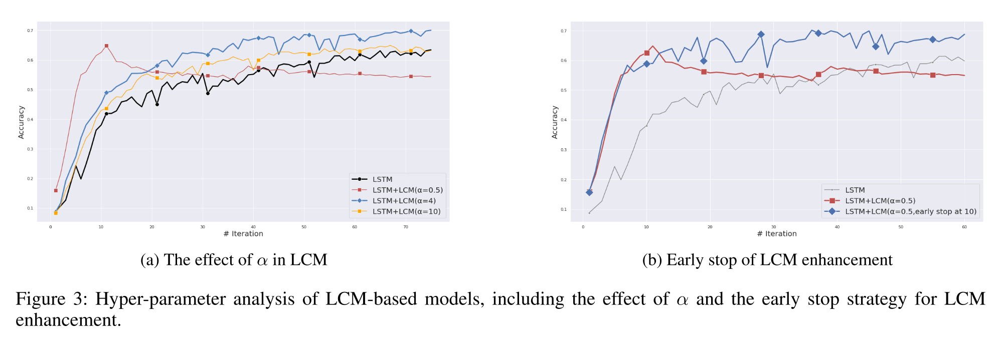 0.7
0.6
0.5
0.4
0.3
0.2
0.1
Accuracy
0 10 20 30 40 50 60 70
# Iteration
LSTM
LSTM+LCM(α=0.5)
LSTM+LCM(α=4)
LSTM+LCM(α=10)
(a) The effect of α in LCM
0.7
0.6
0.5
0.4
0.3
0.2
0.1
Accuracy
0 10 20 30 40 50 60
# Iteration
LSTM
LSTM+LCM(α=0.5)
LSTM+LCM(α=0.5,early stop at 10)
(b) Early stop of LCM enhancement
Figure 3: Hyper-parameter analysis of LCM-based models, including the effect of α and the early stop strategy for LCM
enhancement.